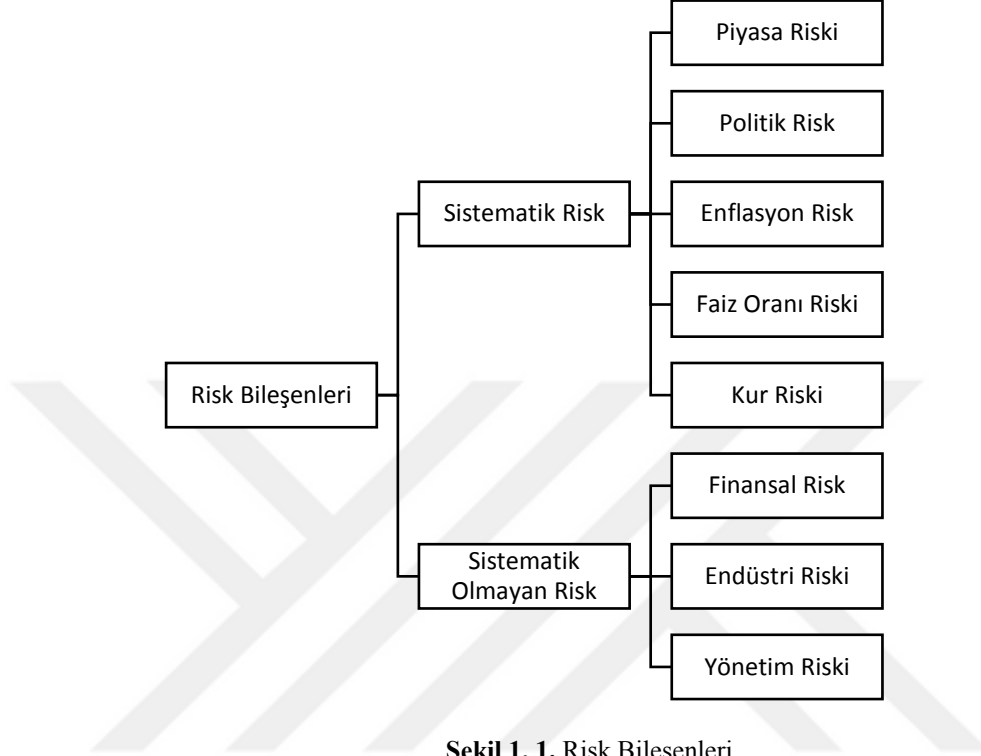 Piyasa Riski
Politik Risk
Sistematik Risk
Enflasyon Risk
Faiz Oranı Riski
Risk Bileşenleri
Kur Riski
Finansal Risk
Sistematik
Olmayan Risk
Endüstri Riski
Yönetim Riski
Şekil 1. 1. Risk Bileşenleri